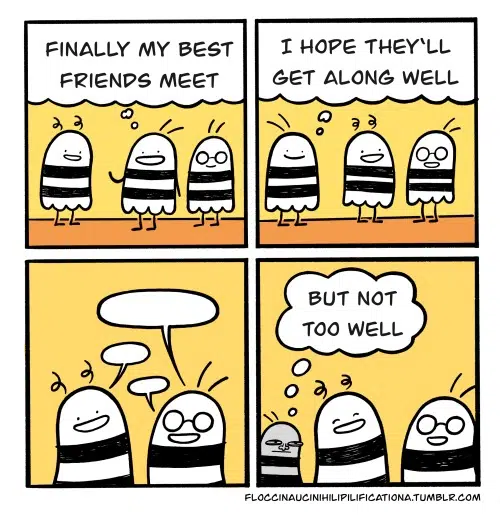 FINALLY MY BEST
FRIENDS MEET
I HOPE THEY'LL
GET ALONG WELL
BUT NOT
TOO WELL
FLOCCINAUCINIHILIPILIFICATIONA.TUMBLR.COM